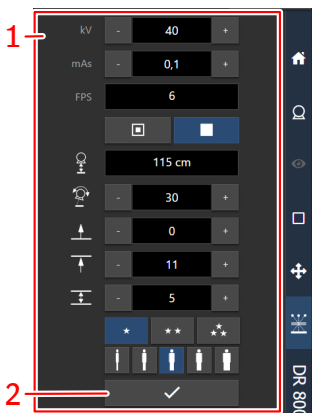 1
kV - 40 +
mAs - 0,1 +
FPS 6
115 cm
- 30 +
- 0 +
- 11 +
- 5 +
2
DR 800